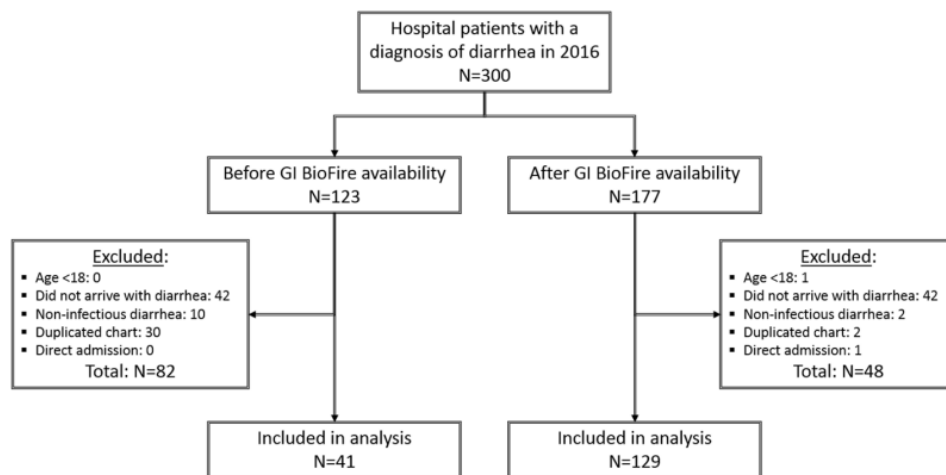 Hospital patients with a
diagnosis of diarrhea in 2016
N=300
Before GI BioFire availability
N=123
After GI BioFire availability
N=177
Excluded:
▪ Age <18: 0
▪ Did not arrive with diarrhea: 42
▪ Non-infectious diarrhea: 10
▪ Duplicated chart: 30
▪ Direct admission: 0
Total: N=82
Excluded:
▪ Age <18: 1
▪ Did not arrive with diarrhea: 42
▪ Non-infectious diarrhea: 2
▪ Duplicated chart: 2
▪ Direct admission: 1
Total: N=48
Included in analysis
N=41
Included in analysis
N=129